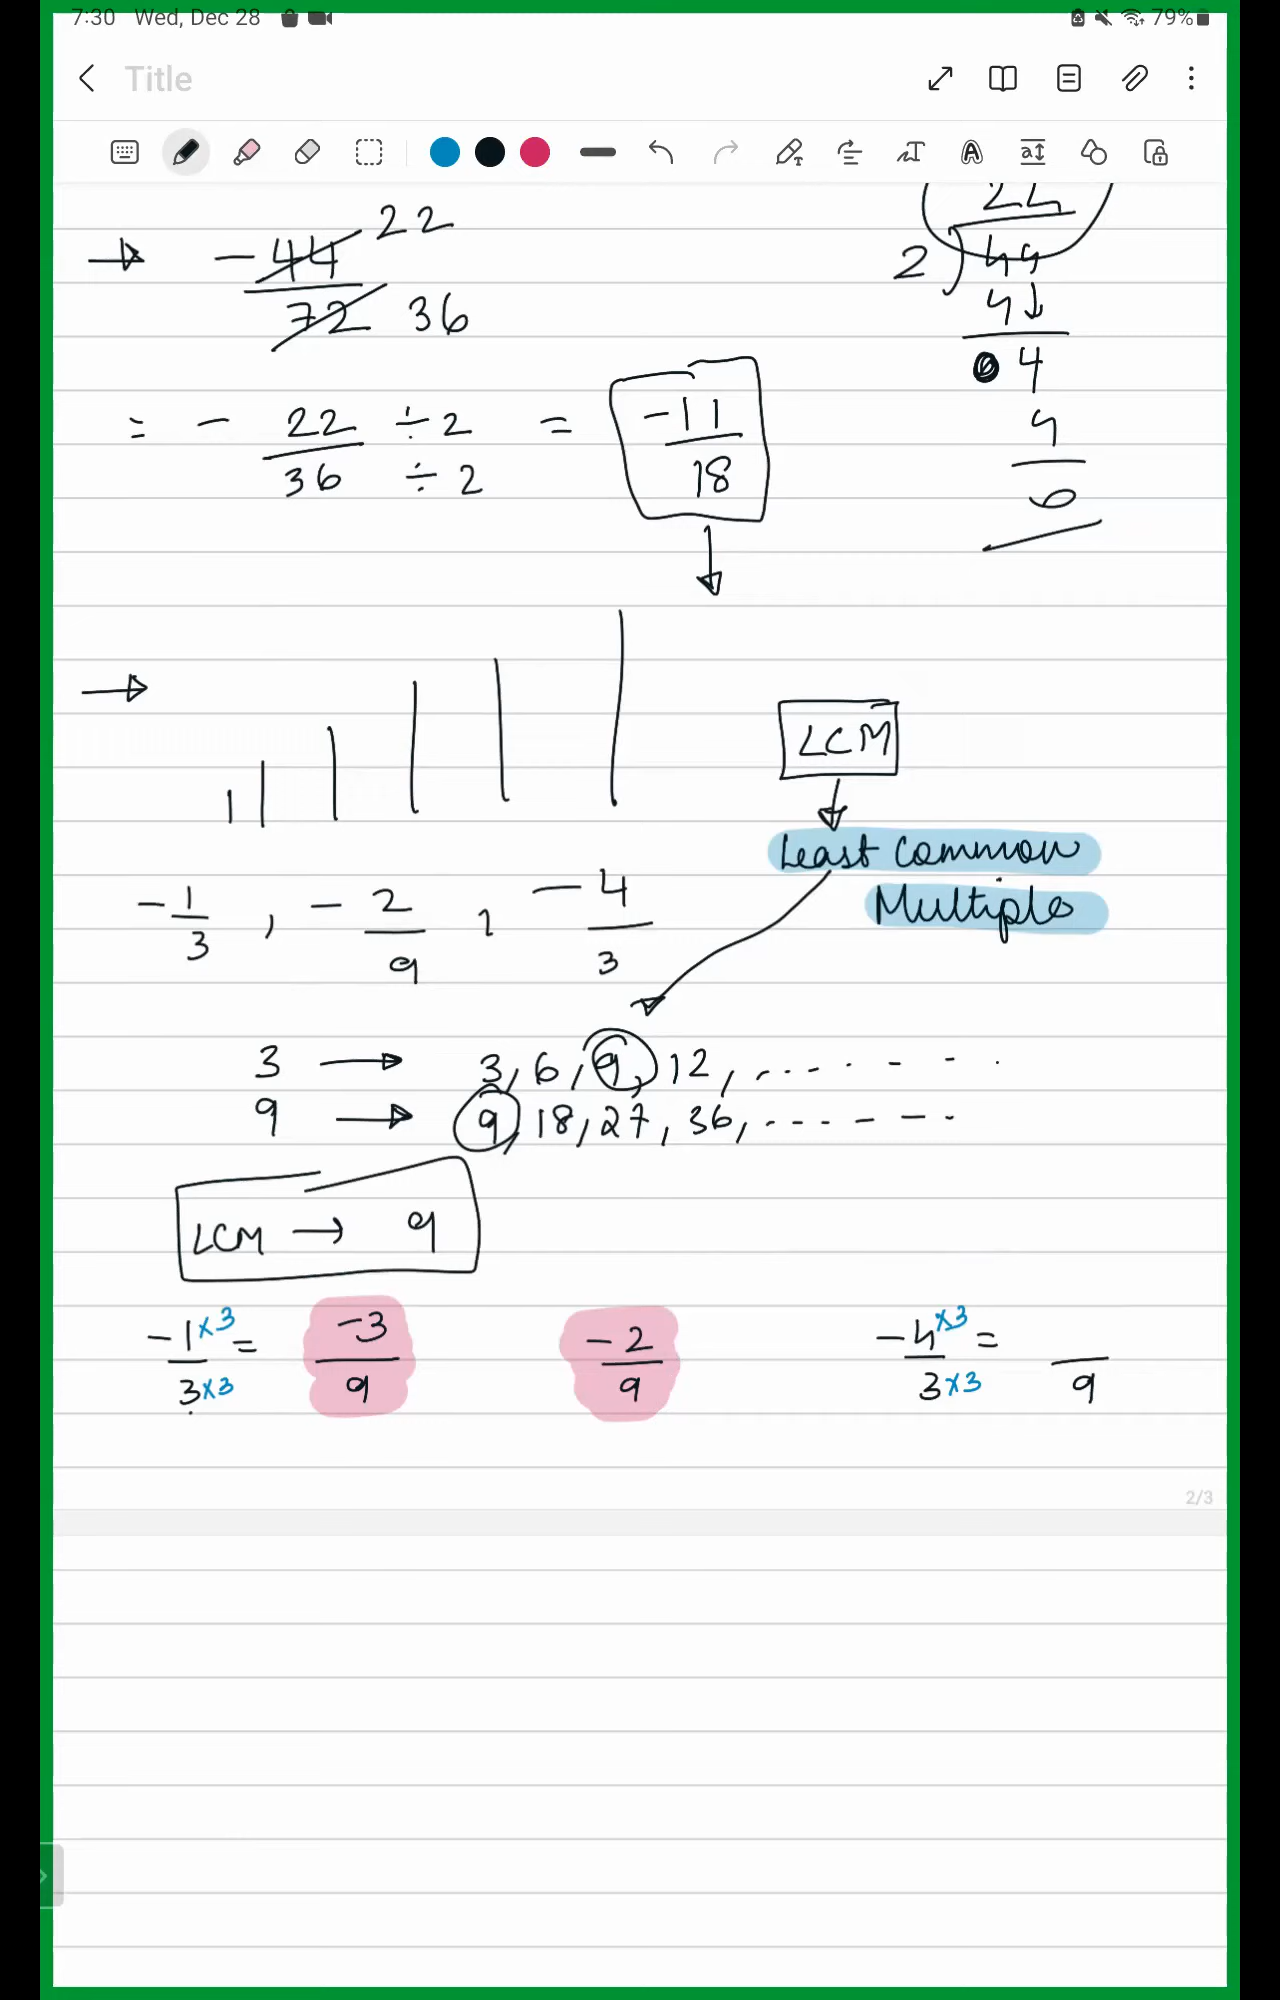 7:30 Wed, Dec 28 79%
Title
→ - 44/72 22/36
22
2 ) 44
4↓
0 4
4
0
= - 22/36 ÷2/÷2 = -11/18
→
LCM
Least Common
Multiple
-1/3 , -2/9 , -4/3
3 → 3, 6, 9, 12, ........
9 → 9, 18, 27, 36, ........
LCM → 9
-1×3/3×3 = -3/9 -2/9 -4×3/3×3 = /9
2/3